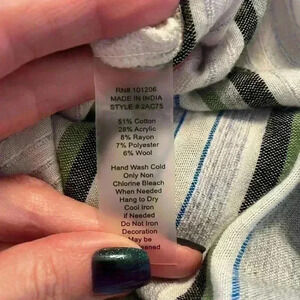 RN# 101206
MADE IN INDIA
STYLE # 2AC75
51% Cotton
28% Acrylic
8% Rayon
7% Polyester
6% Wool
Hand Wash Cold
Only Non
Chlorine Bleach
When Needed
Hang to Dry
Cool Iron
if Needed
Do Not Iron
Decoration
May be